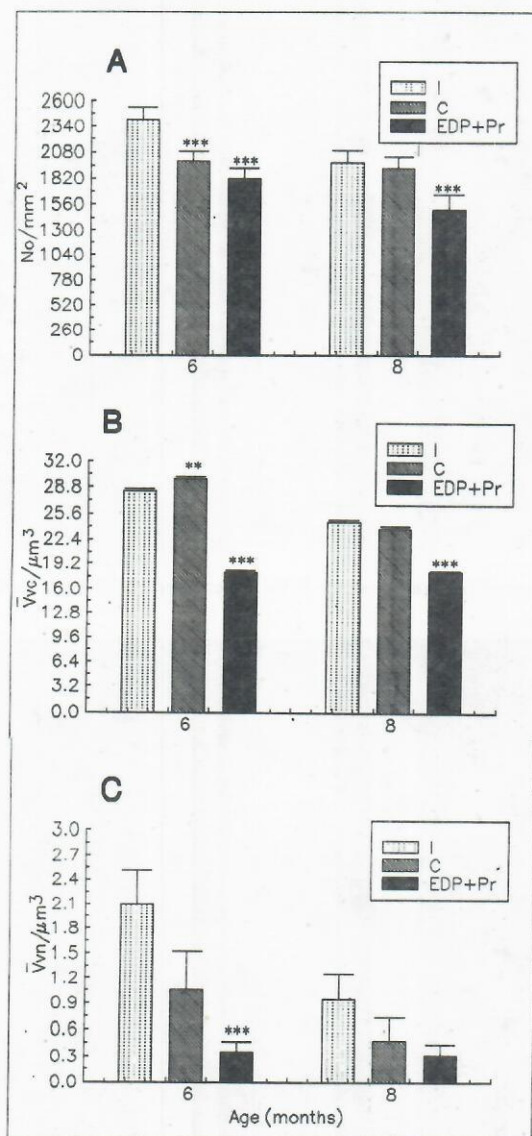 A
I
C
EDP+Pr
No/mm²
2600
2340
2080
1820
1560
1300
1040
780
520
260
0
***
***
***
6
8
B
I
C
EDP+Pr
V̄vc/μm³
32.0
28.8
25.6
22.4
19.2
16.0
12.8
9.6
6.4
3.2
0.0
**
***
***
6
8
C
I
C
EDP+Pr
V̄vn/μm³
3.0
2.7
2.4
2.1
1.8
1.5
1.2
0.9
0.6
0.3
0.0
***
6
8
Age (months)